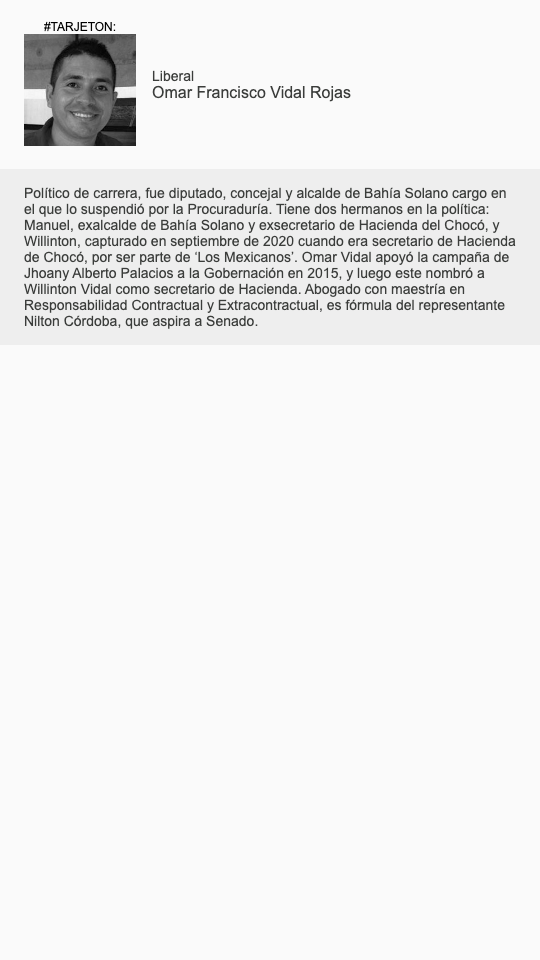 #TARJETON:
Liberal
Omar Francisco Vidal Rojas
Político de carrera, fue diputado, concejal y alcalde de Bahía Solano cargo en
el que lo suspendió por la Procuraduría. Tiene dos hermanos en la política:
Manuel, exalcalde de Bahía Solano y exsecretario de Hacienda del Chocó, y
Willinton, capturado en septiembre de 2020 cuando era secretario de Hacienda
de Chocó, por ser parte de ‘Los Mexicanos’. Omar Vidal apoyó la campaña de
Jhoany Alberto Palacios a la Gobernación en 2015, y luego este nombró a
Willinton Vidal como secretario de Hacienda. Abogado con maestría en
Responsabilidad Contractual y Extracontractual, es fórmula del representante
Nilton Córdoba, que aspira a Senado.